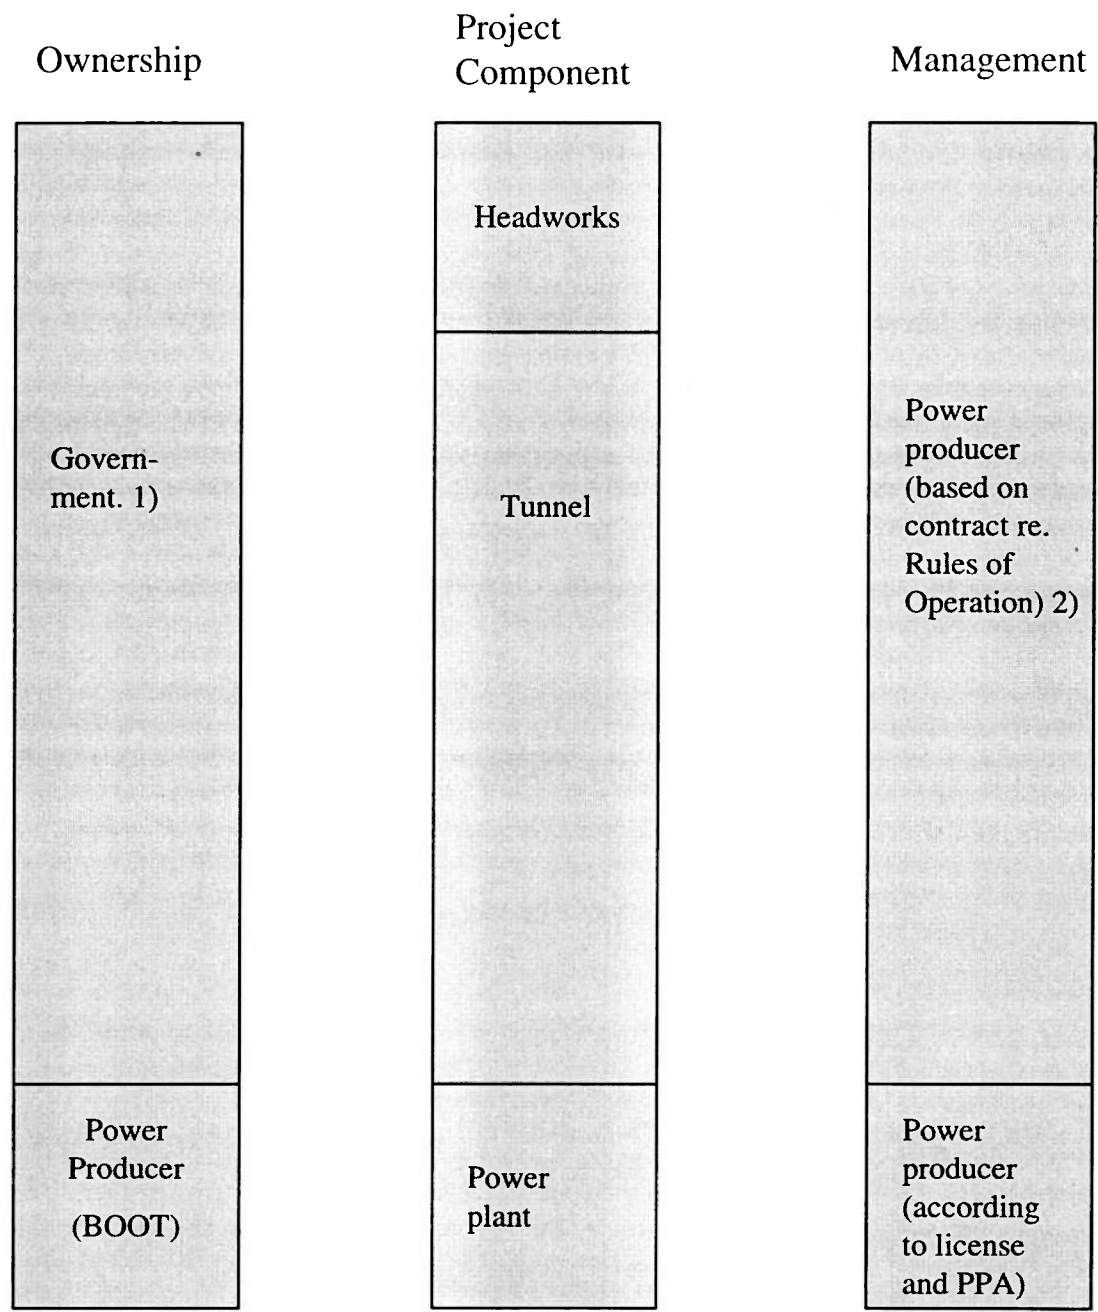 Ownership
Project
Component
Management
Govern-
ment. 1)
Power
Producer
(BOOT)
Headworks
Tunnel
Power
plant
Power
producer
(based on
contract re.
Rules of
Operation) 2)
Power
producer
(according
to license
and PPA)